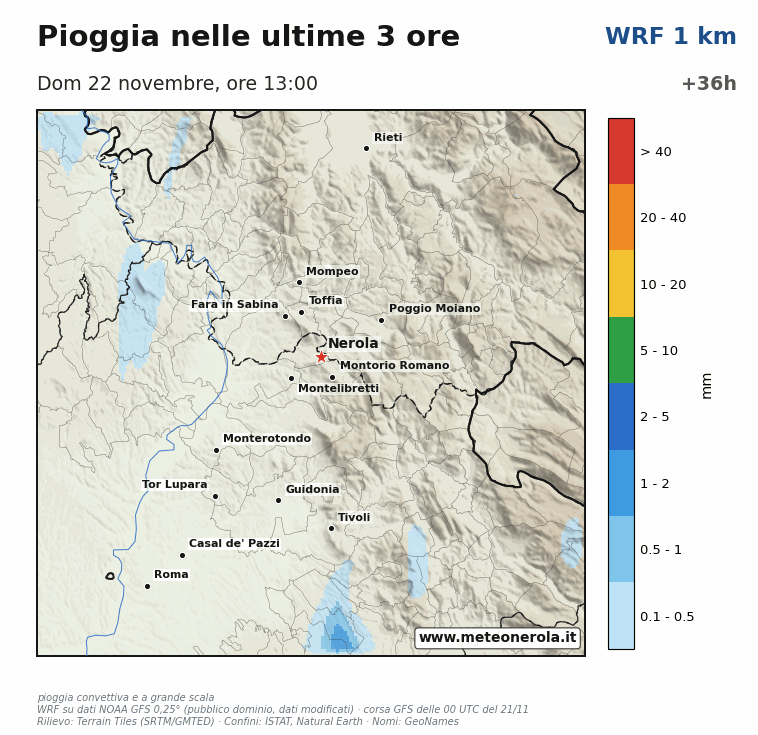 Pioggia nelle ultime 3 ore
WRF 1 km
Dom 22 novembre, ore 13:00
+36h
Rieti
Mompeo
Fara in Sabina
Toffia
Poggio Moiano
Nerola
Montorio Romano
Montelibretti
Monterotondo
Tor Lupara
Guidonia
Tivoli
Casal de' Pazzi
Roma
www.meteonerola.it
> 40
20 - 40
10 - 20
5 - 10
2 - 5
1 - 2
0.5 - 1
0.1 - 0.5
mm
pioggia convettiva e a grande scala
WRF su dati NOAA GFS 0,25° (pubblico dominio, dati modificati) · corsa GFS delle 00 UTC del 21/11
Rilievo: Terrain Tiles (SRTM/GMTED) · Confini: ISTAT, Natural Earth · Nomi: GeoNames